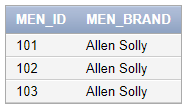 MEN_ID MEN_BRAND
101 Allen Solly
102 Allen Solly
103 Allen Solly